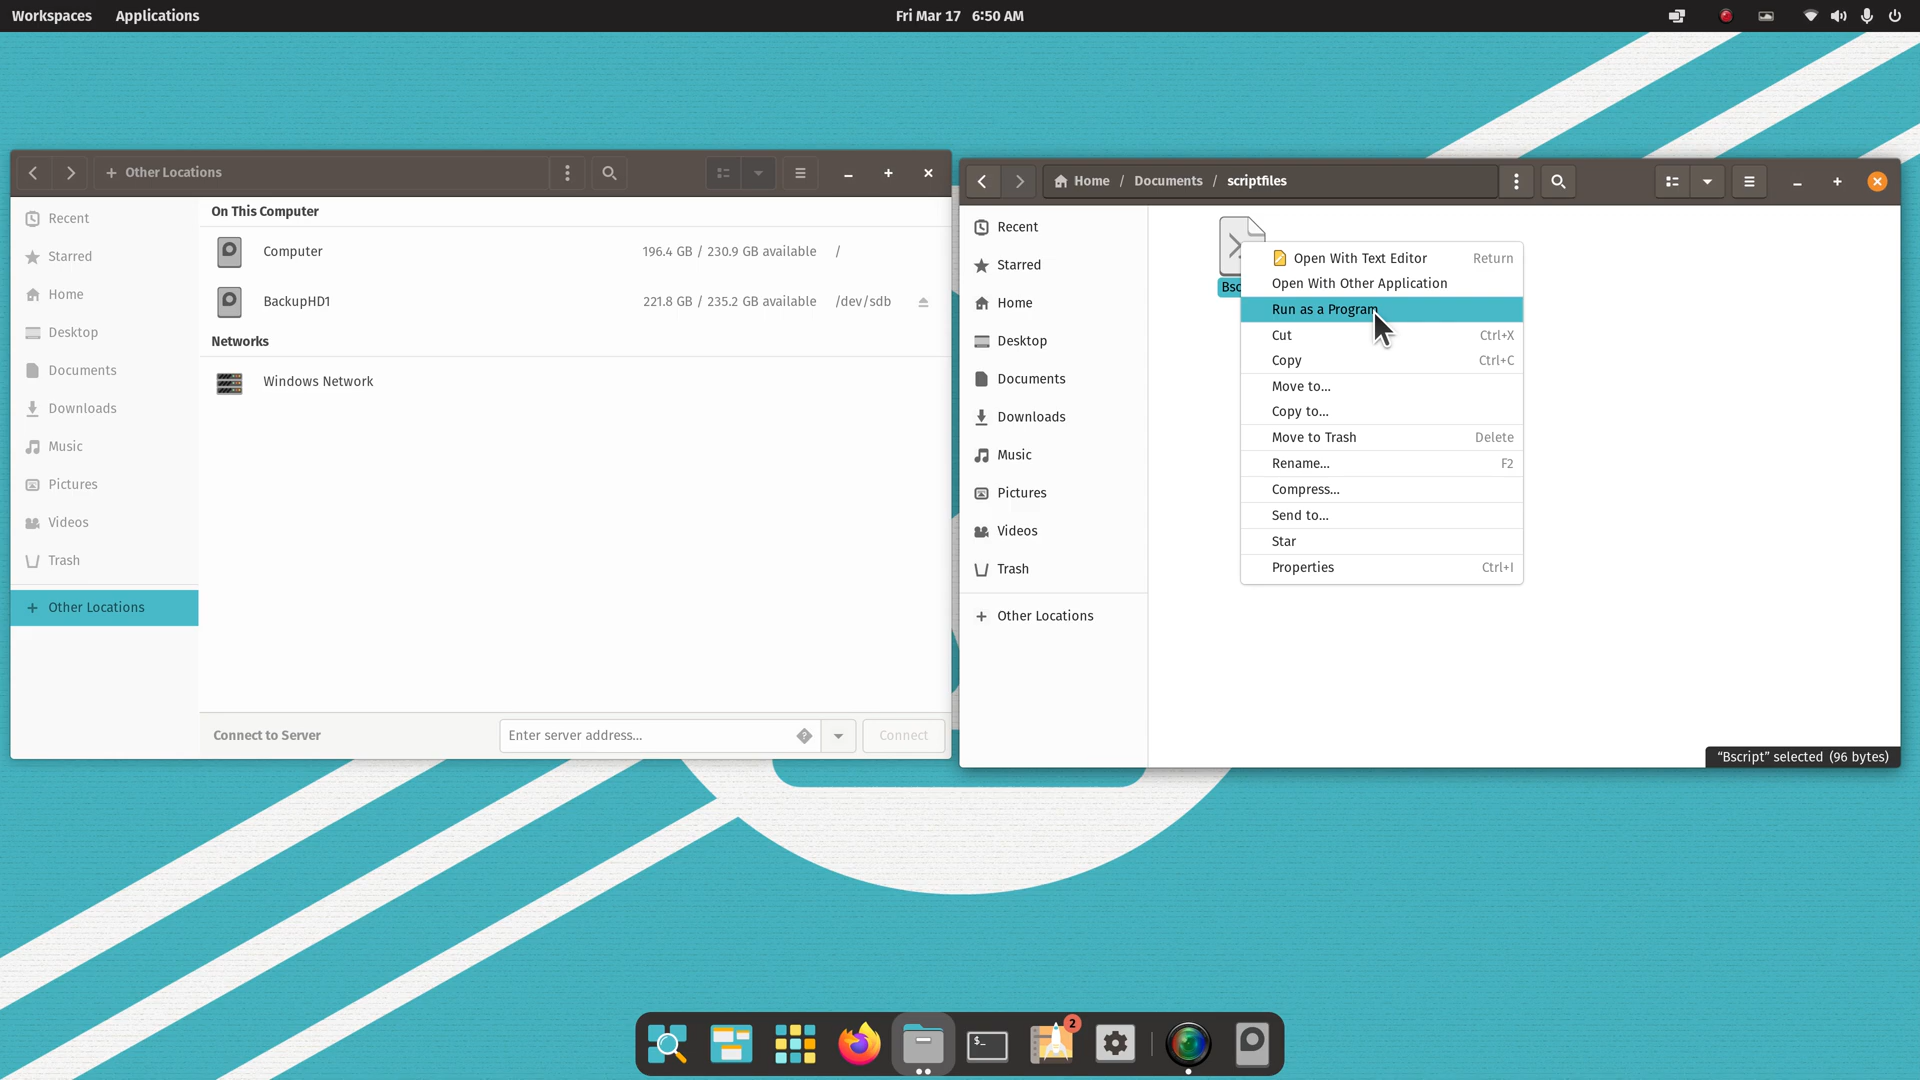 Workspaces Applications Fri Mar 17 6:50 AM
Other Locations
Recent
Starred
Home
Desktop
Documents
Downloads
Music
Pictures
Videos
Trash
Other Locations
On This Computer
Computer 196.4 GB / 230.9 GB available /
BackupHD1 221.8 GB / 235.2 GB available /dev/sdb
Networks
Windows Network
Connect to Server Enter server address... Connect
Home / Documents / scriptfiles
Recent
Starred
Home
Desktop
Documents
Downloads
Music
Pictures
Videos
Trash
Other Locations
Open With Text Editor Return
Open With Other Application
Run as a Program
Cut Ctrl+X
Copy Ctrl+C
Move to...
Copy to...
Move to Trash Delete
Rename... F2
Compress...
Send to...
Star
Properties Ctrl+I
“Bscript” selected (96 bytes)
$_
2